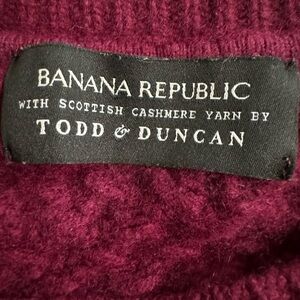 BANANA REPUBLIC
WITH SCOTTISH CASHMERE YARN BY
TODD & DUNCAN